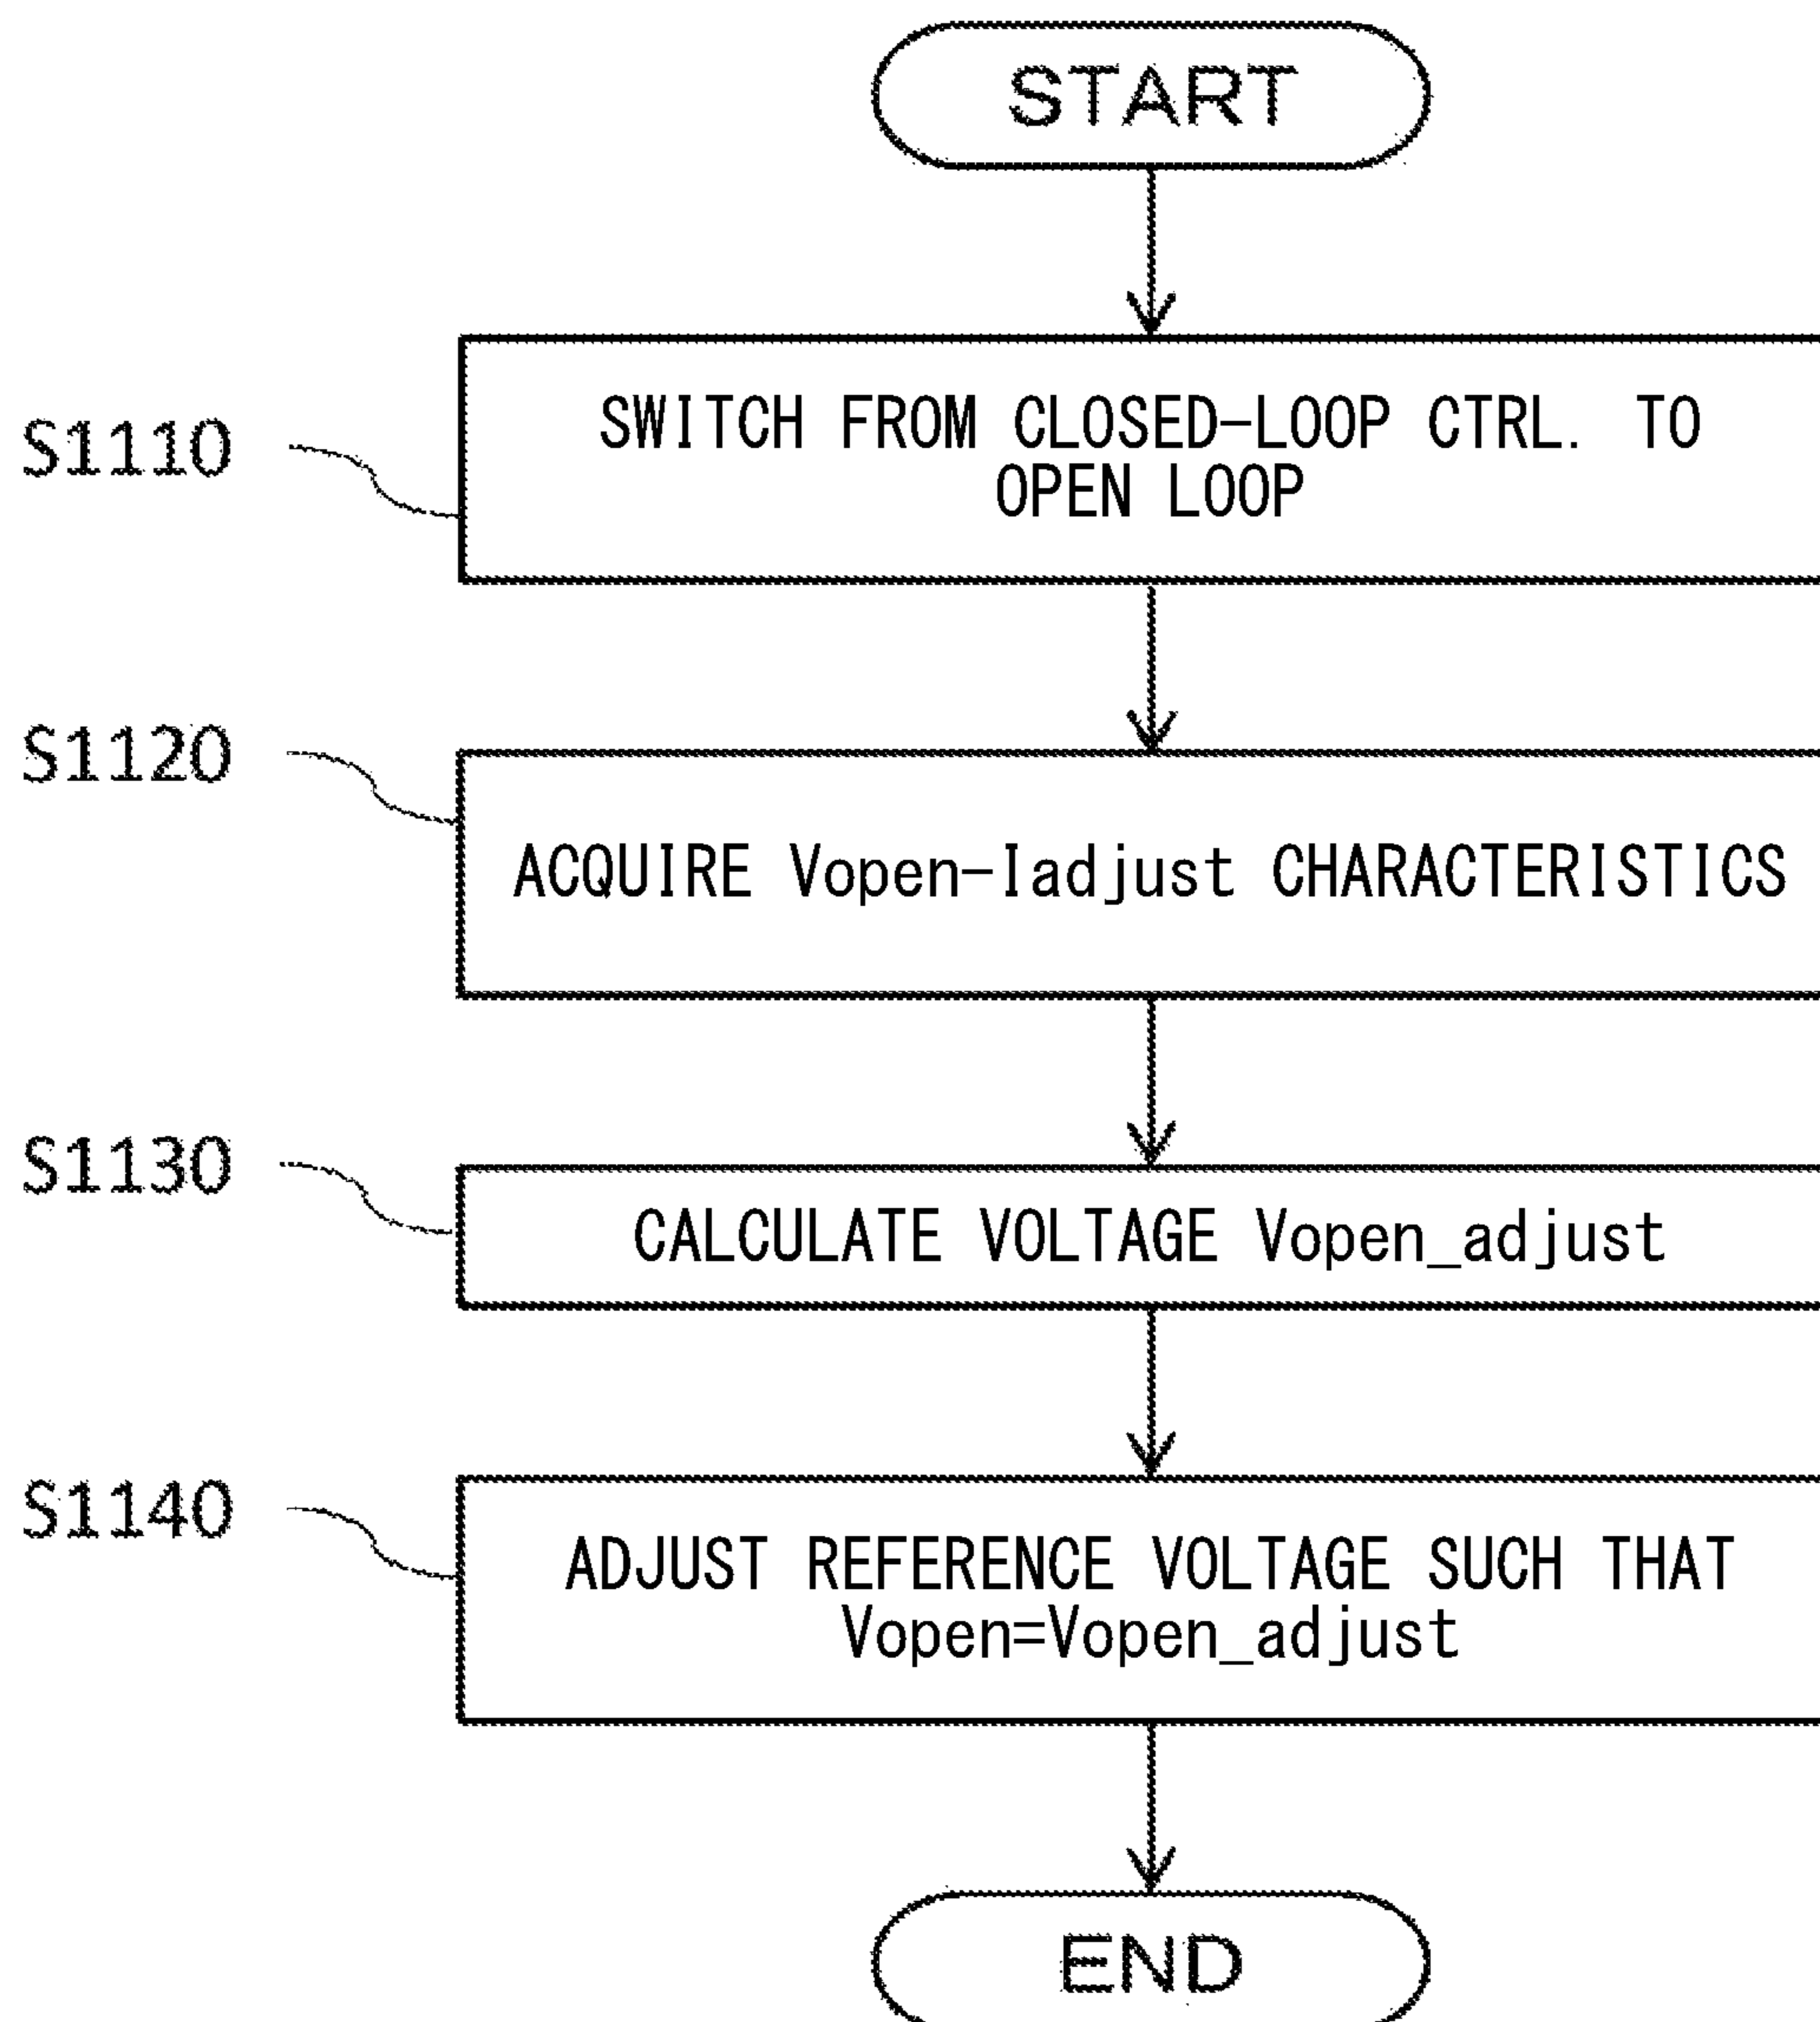 START
S1110
SWITCH FROM CLOSED-LOOP CTRL. TO
OPEN LOOP
S1120
ACQUIRE Vopen-Iadjust CHARACTERISTICS
S1130
CALCULATE VOLTAGE Vopen_adjust
S1140
ADJUST REFERENCE VOLTAGE SUCH THAT
Vopen=Vopen_adjust
END